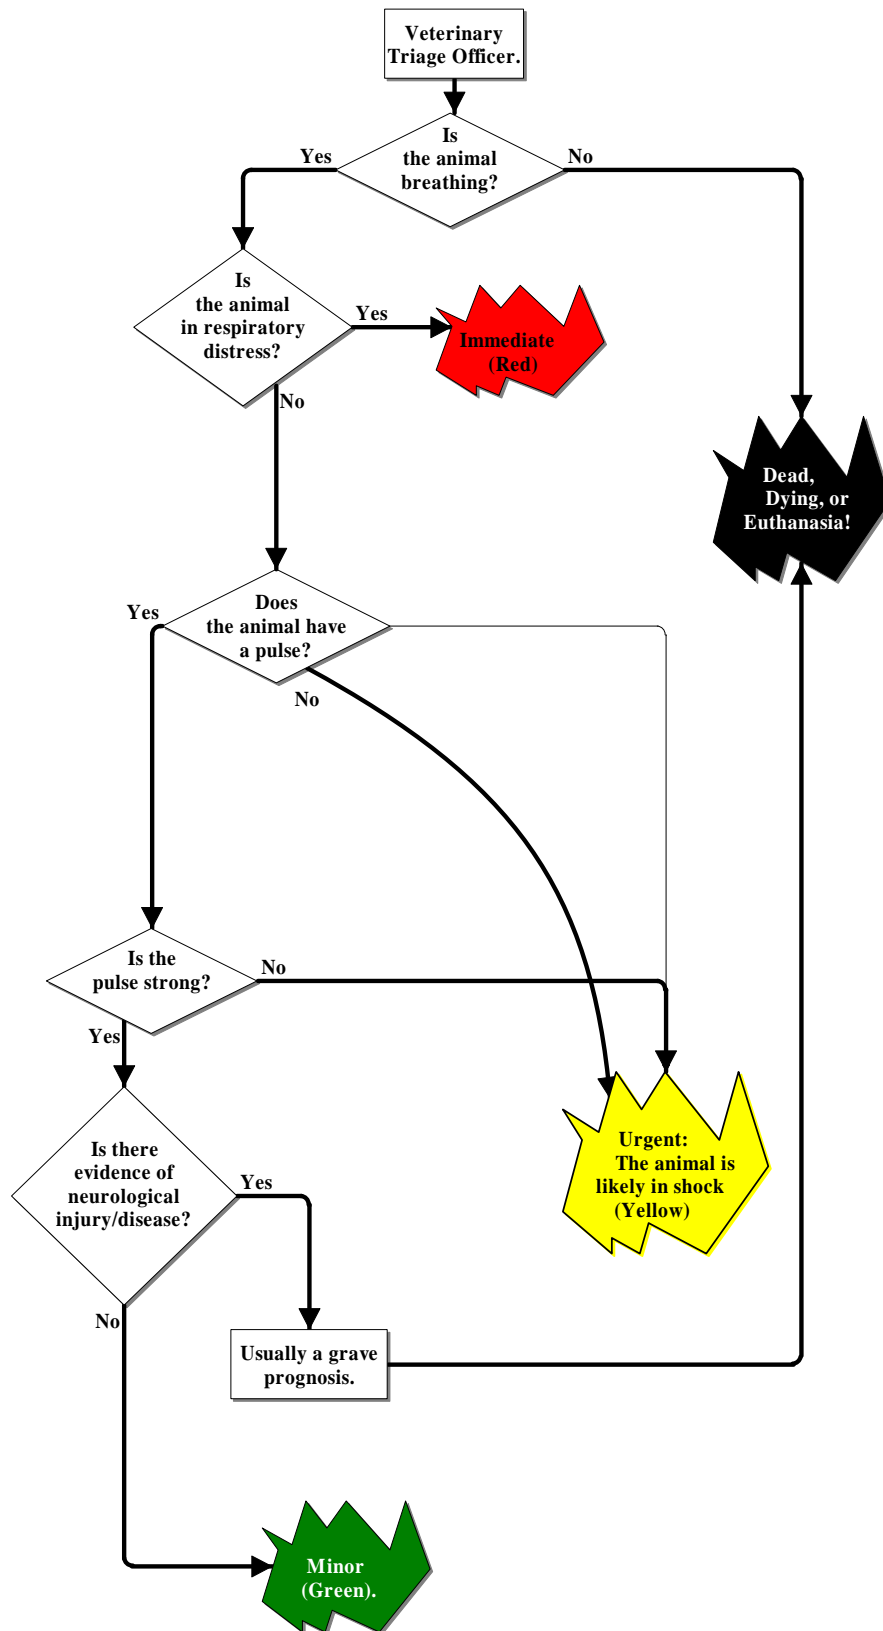 Veterinary
Triage Officer.
Is
the animal
breathing?
Yes
No
Is
the animal
in respiratory
distress?
Yes
Immediate
(Red)
No
Dead,
Dying, or
Euthanasia!
Does
the animal have
a pulse?
Yes
No
Is the
pulse strong?
No
Yes
Urgent:
The animal is
likely in shock
(Yellow)
Is there
evidence of
neurological
injury/disease?
Yes
No
Usually a grave
prognosis.
Minor
(Green).